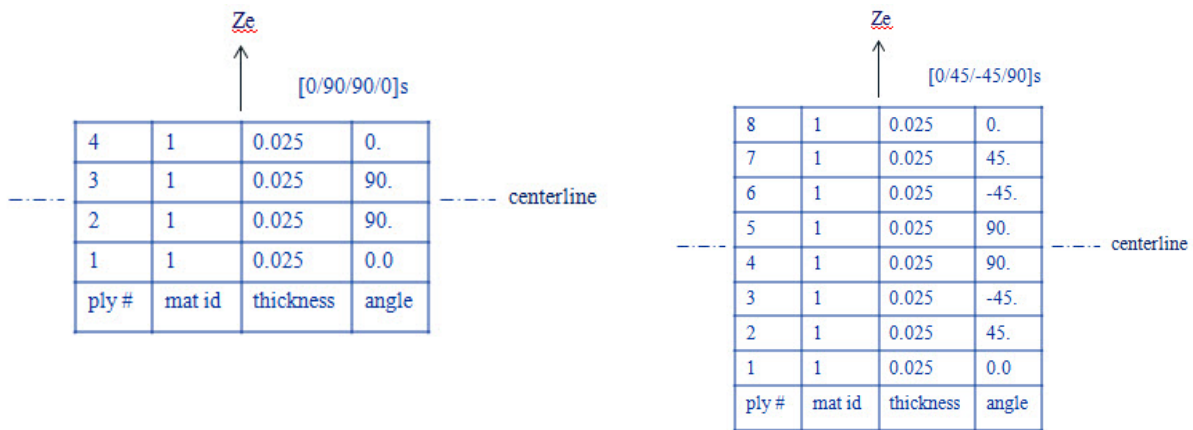 Ze
[0/90/90/0]s
4 1 0.025 0.
3 1 0.025 90.
centerline
2 1 0.025 90.
1 1 0.025 0.0
ply # mat id thickness angle
Ze
[0/45/-45/90]s
8 1 0.025 0.
7 1 0.025 45.
6 1 0.025 -45.
5 1 0.025 90.
centerline
4 1 0.025 90.
3 1 0.025 -45.
2 1 0.025 45.
1 1 0.025 0.0
ply # mat id thickness angle